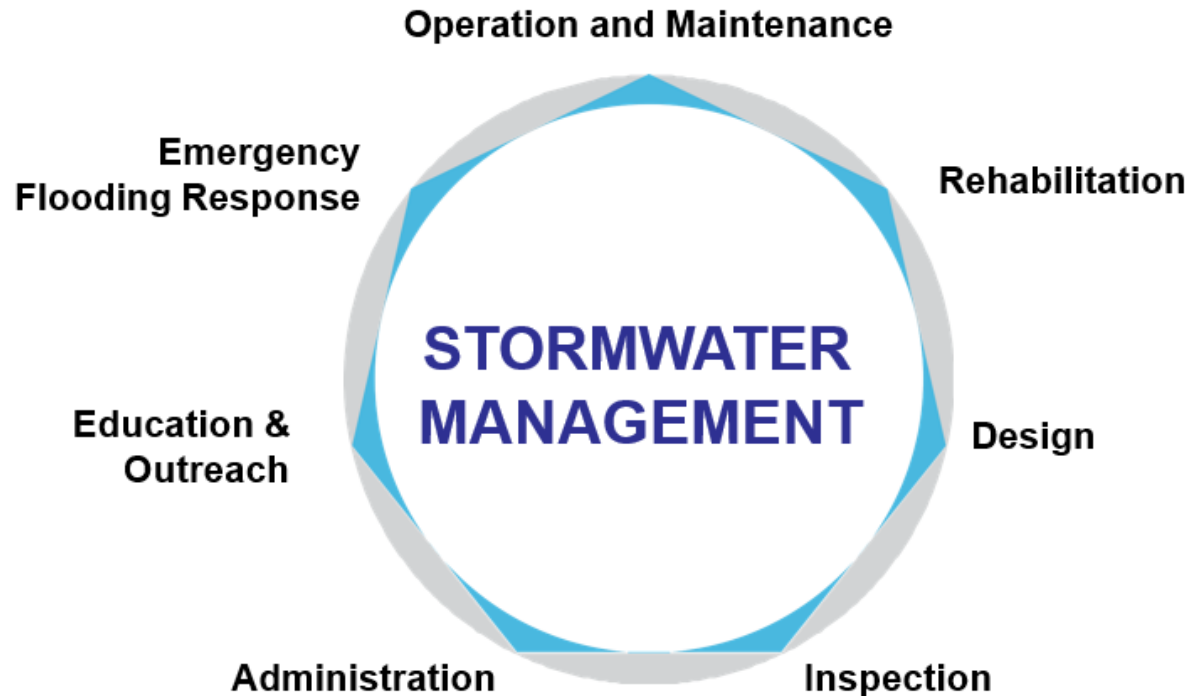 Operation and Maintenance
Emergency
Flooding Response
Rehabilitation
STORMWATER
MANAGEMENT
Education &
Outreach
Design
Administration
Inspection